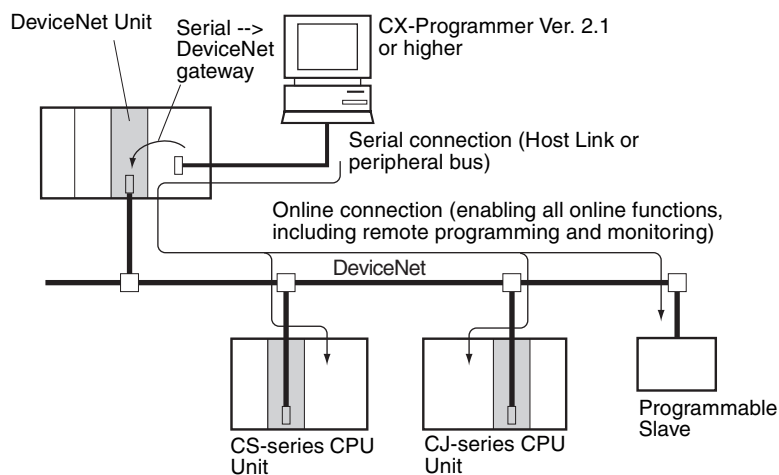 DeviceNet Unit
Serial -->
DeviceNet
gateway
CX-Programmer Ver. 2.1
or higher
Serial connection (Host Link or
peripheral bus)
Online connection (enabling all online functions,
including remote programming and monitoring)
DeviceNet
CS-series CPU
Unit
CJ-series CPU
Unit
Programmable
Slave